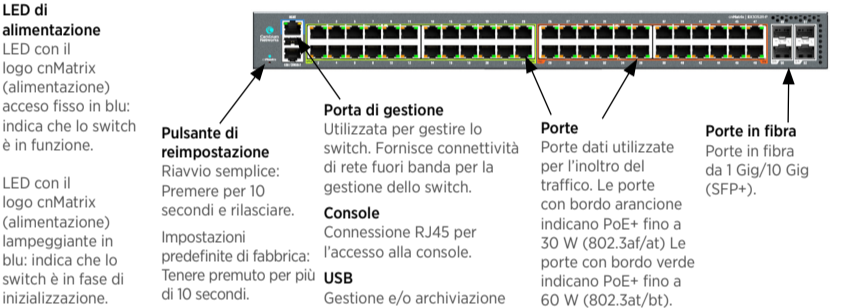 LED di
alimentazione
LED con il
logo cnMatrix
(alimentazione)
acceso fisso in blu:
indica che lo switch
è in funzione.
LED con il
logo cnMatrix
(alimentazione)
lampeggiante in
blu: indica che lo
switch è in fase di
inizializzazione.
Pulsante di
reimpostazione
Riavvio semplice:
Premere per 10
secondi e rilasciare.
Impostazioni
predefinite di fabbrica:
Tenere premuto per più
di 10 secondi.
Porta di gestione
Utilizzata per gestire lo
switch. Fornisce connettività
di rete fuori banda per la
gestione dello switch.
Console
Connessione RJ45 per
l'accesso alla console.
USB
Gestione e/o archiviazione
Porte
Porte dati utilizzate
per l'inoltro del
traffico. Le porte
con bordo arancione
indicano PoE+ fino a
30 W (802.3af/at) Le
porte con bordo verde
indicano PoE+ fino a
60 W (802.3at/bt).
Porte in fibra
Porte in fibra
da 1 Gig/10 Gig
(SFP+).